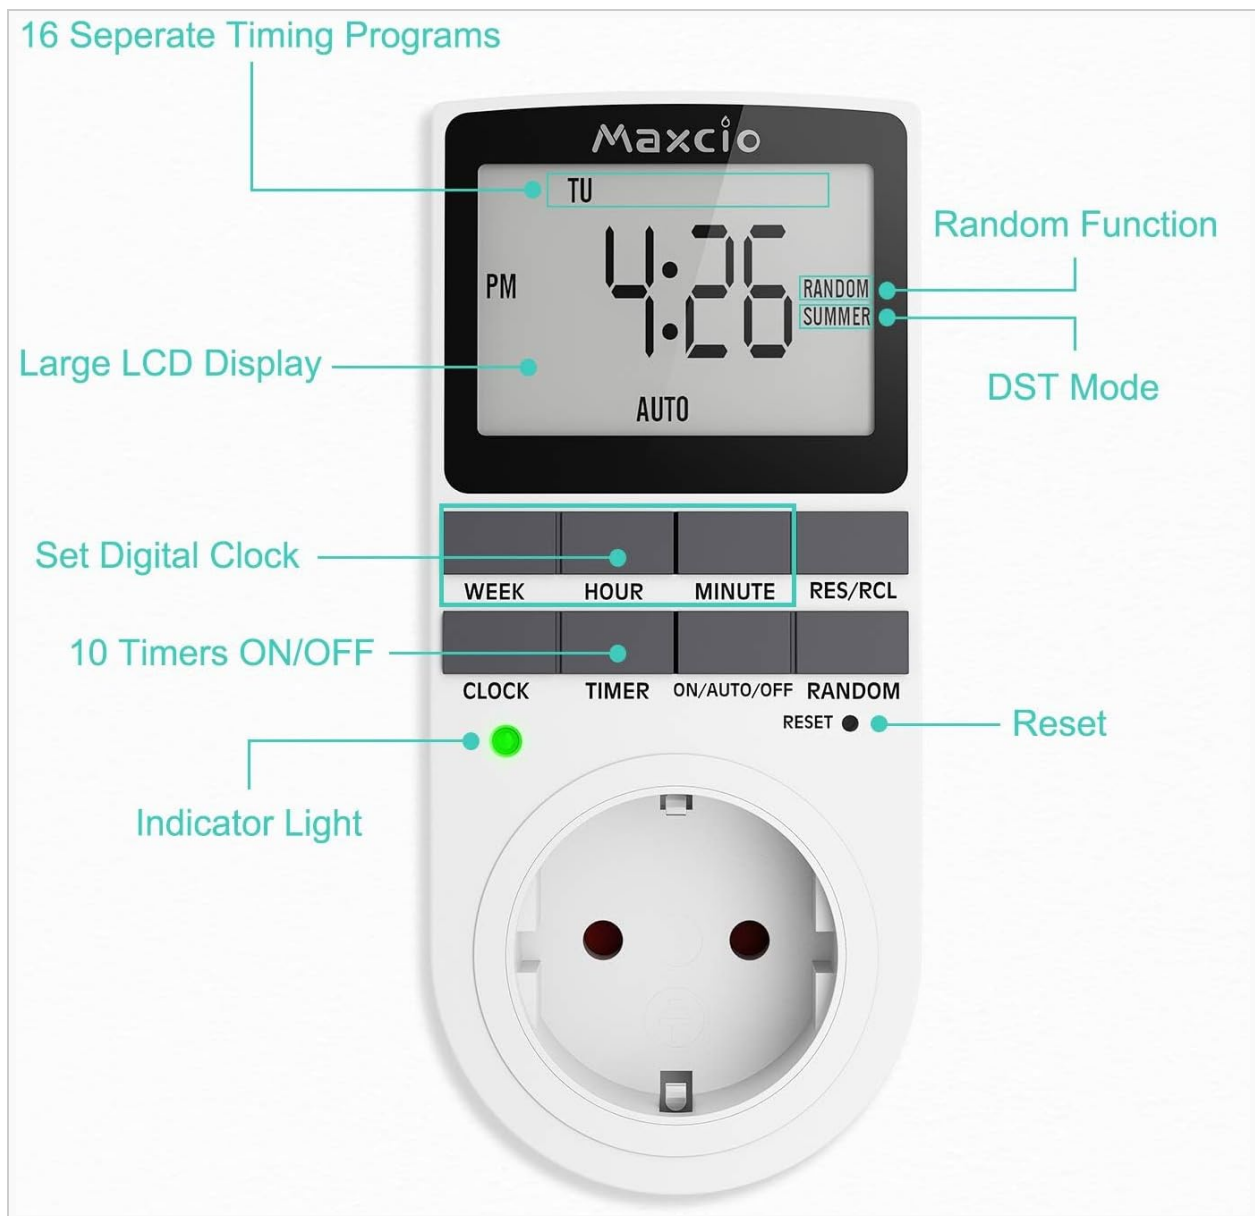 16 Seperate Timing Programs
Maxcio
TU
Random Function
4:26
PM
RANDOM
SUMMER
Large LCD Display
DST Mode
AUTO
Set Digital Clock
WEEK HOUR MINUTE RES/RCL
10 Timers ON/OFF
CLOCK TIMER ON/AUTO/OFF RANDOM
RESET
Reset
Indicator Light